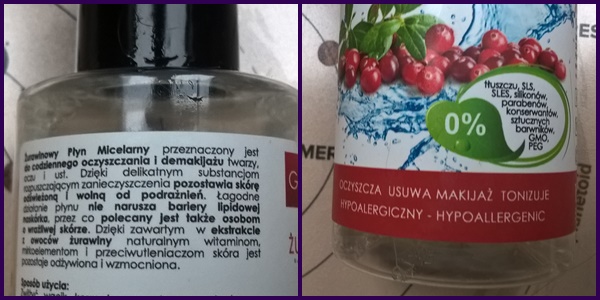 Żurawinowy Płyn Micelarny przeznaczony jest
do codziennego oczyszczania i demakijażu twarzy,
oczu i ust. Dzięki delikatnym substancjom
rozpuszczającym zanieczyszczenia pozostawia skórę
odświeżoną i wolną od podrażnień. Łagodne
działanie płynu nie narusza bariery lipidowej
naskórka, przez co polecany jest także osobom
o wrażliwej skórze. Dzięki zawartym w ekstrakcie
z owoców żurawiny naturalnym witaminom,
mikroelementom i przeciwutleniaczom skóra jest
pozostaje odżywiona i wzmocniona.
Sposób użycia:
G
0%
tłuszczu, SLS,
SLES, silikonów,
parabenów,
konserwantów,
sztucznych
barwników,
GMO,
PEG
OCZYSZCZA USUWA MAKIJAŻ TONIZUJE
HYPOALERGICZNY - HYPOALLERGENIC